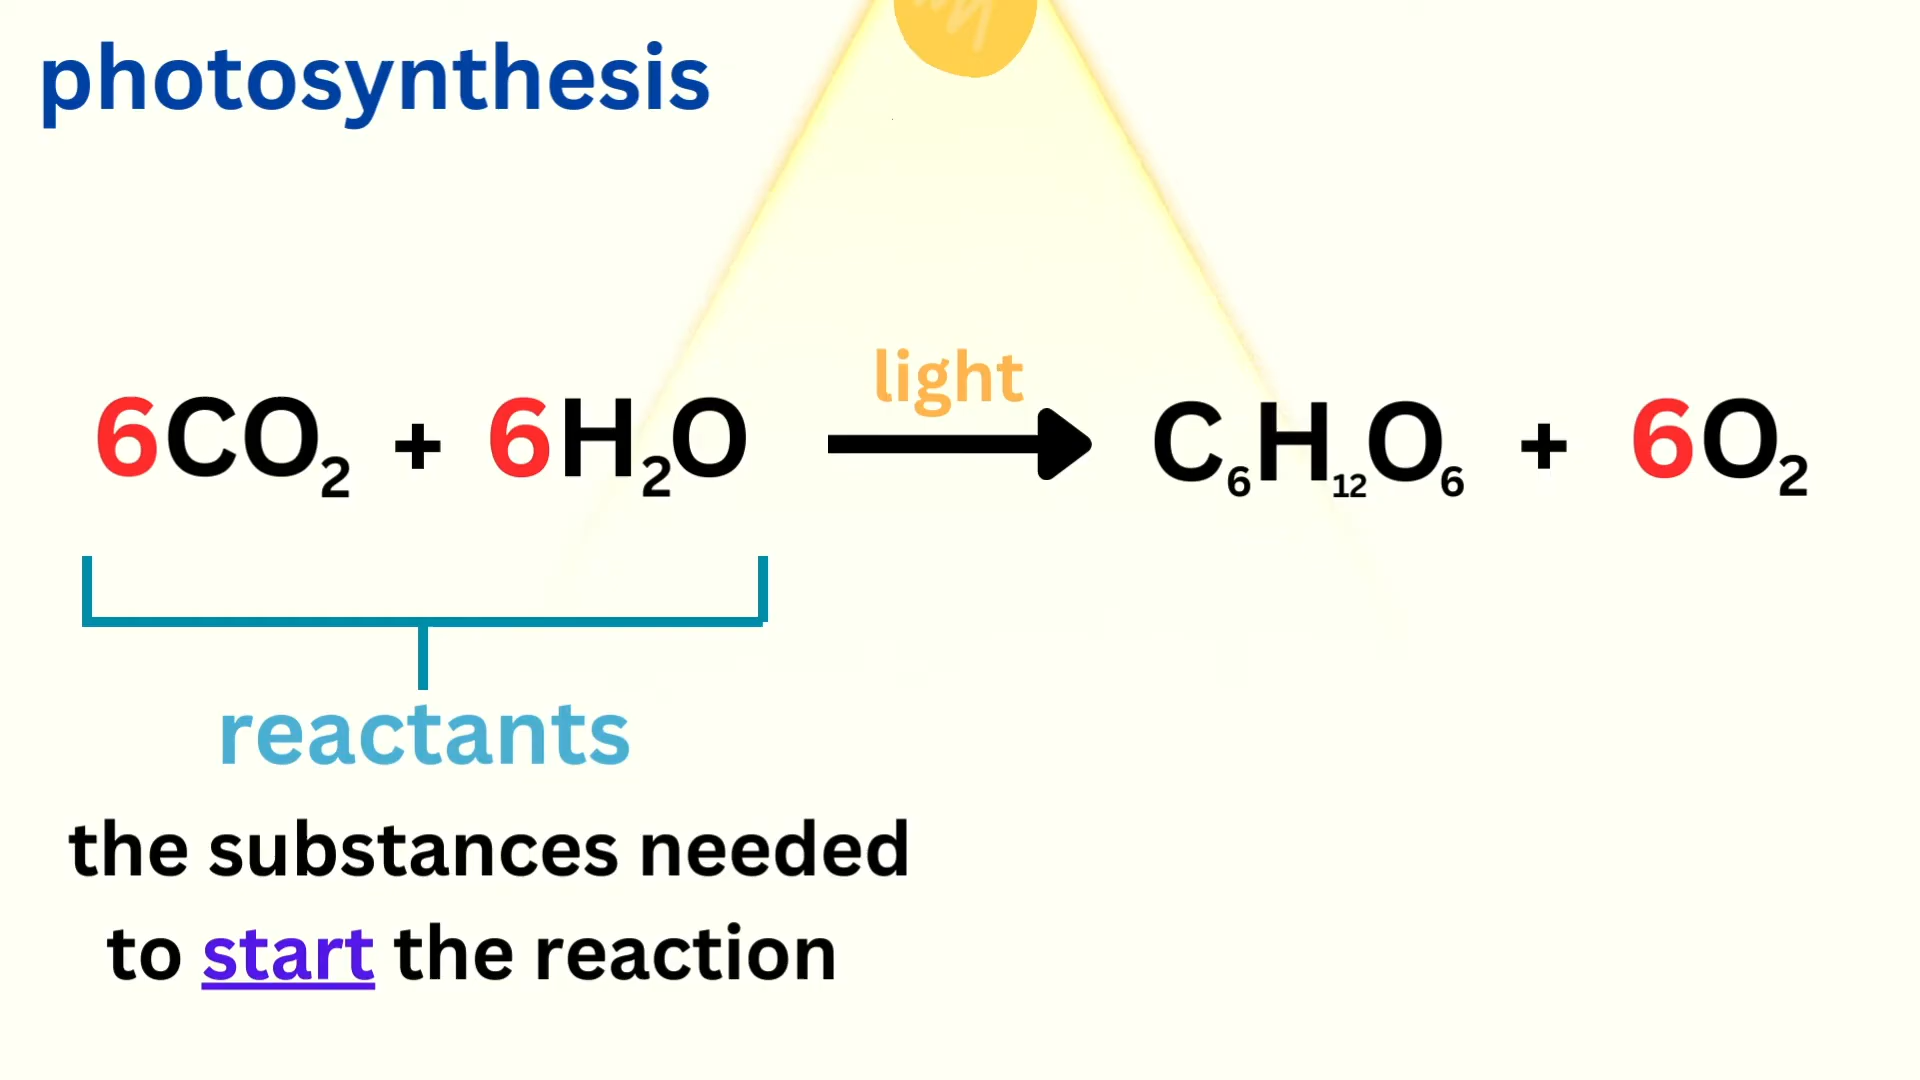 photosynthesis
light
6CO₂ + 6H₂O C₆H₁₂O₆ + 6O₂
reactants
the substances needed
to start the reaction